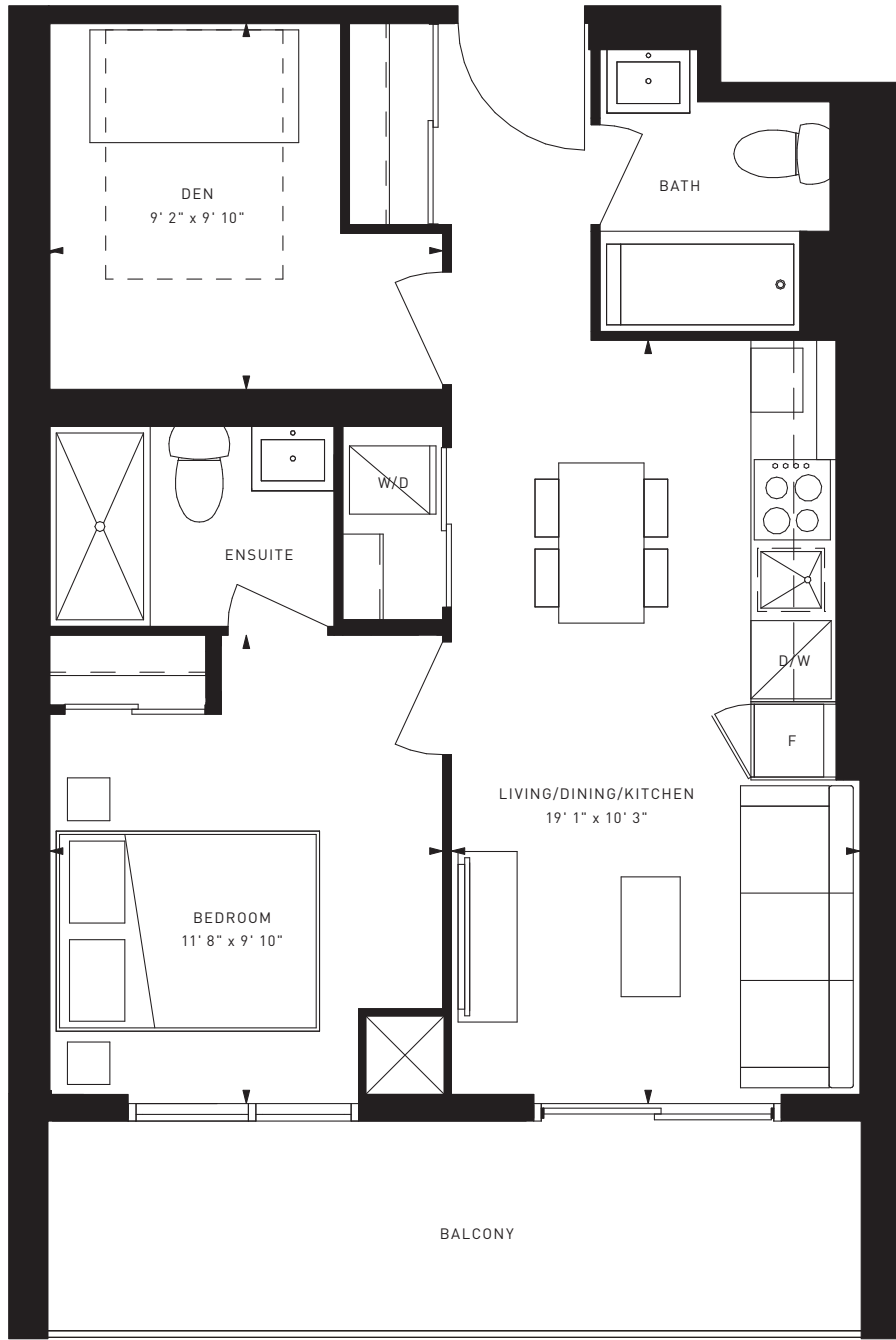 DEN
9' 2" x 9' 10"
BATH
W/D
ENSUITE
D/W
F
LIVING/DINING/KITCHEN
19' 1" x 10' 3"
BEDROOM
11' 8" x 9' 10"
BALCONY